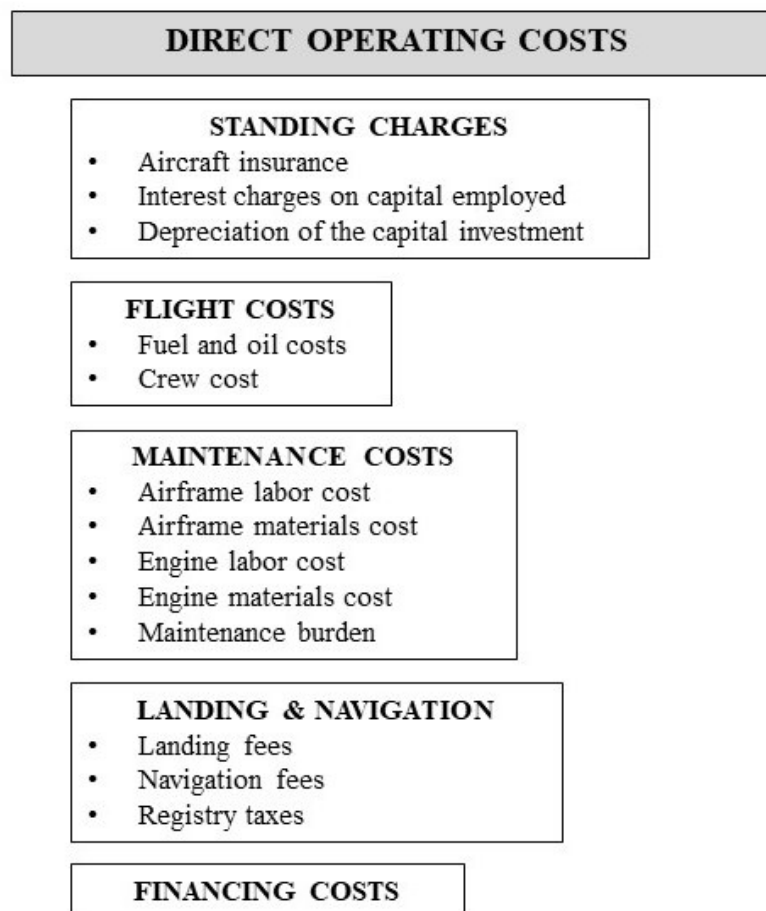 DIRECT OPERATING COSTS
STANDING CHARGES
• Aircraft insurance
• Interest charges on capital employed
• Depreciation of the capital investment
FLIGHT COSTS
• Fuel and oil costs
• Crew cost
MAINTENANCE COSTS
• Airframe labor cost
• Airframe materials cost
• Engine labor cost
• Engine materials cost
• Maintenance burden
LANDING & NAVIGATION
• Landing fees
• Navigation fees
• Registry taxes
FINANCING COSTS